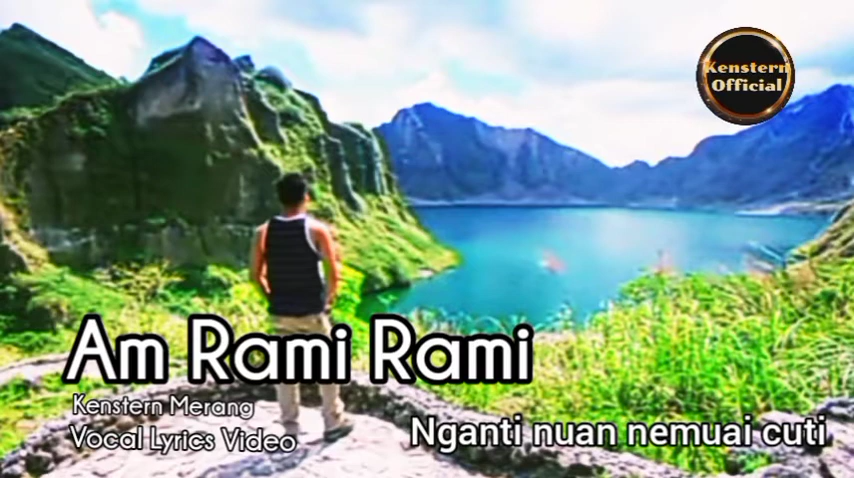 Kenstern
Official
Am Rami Rami
Kenstern Merang
Vocal Lyrics Video
Nganti nuan nemuai cuti